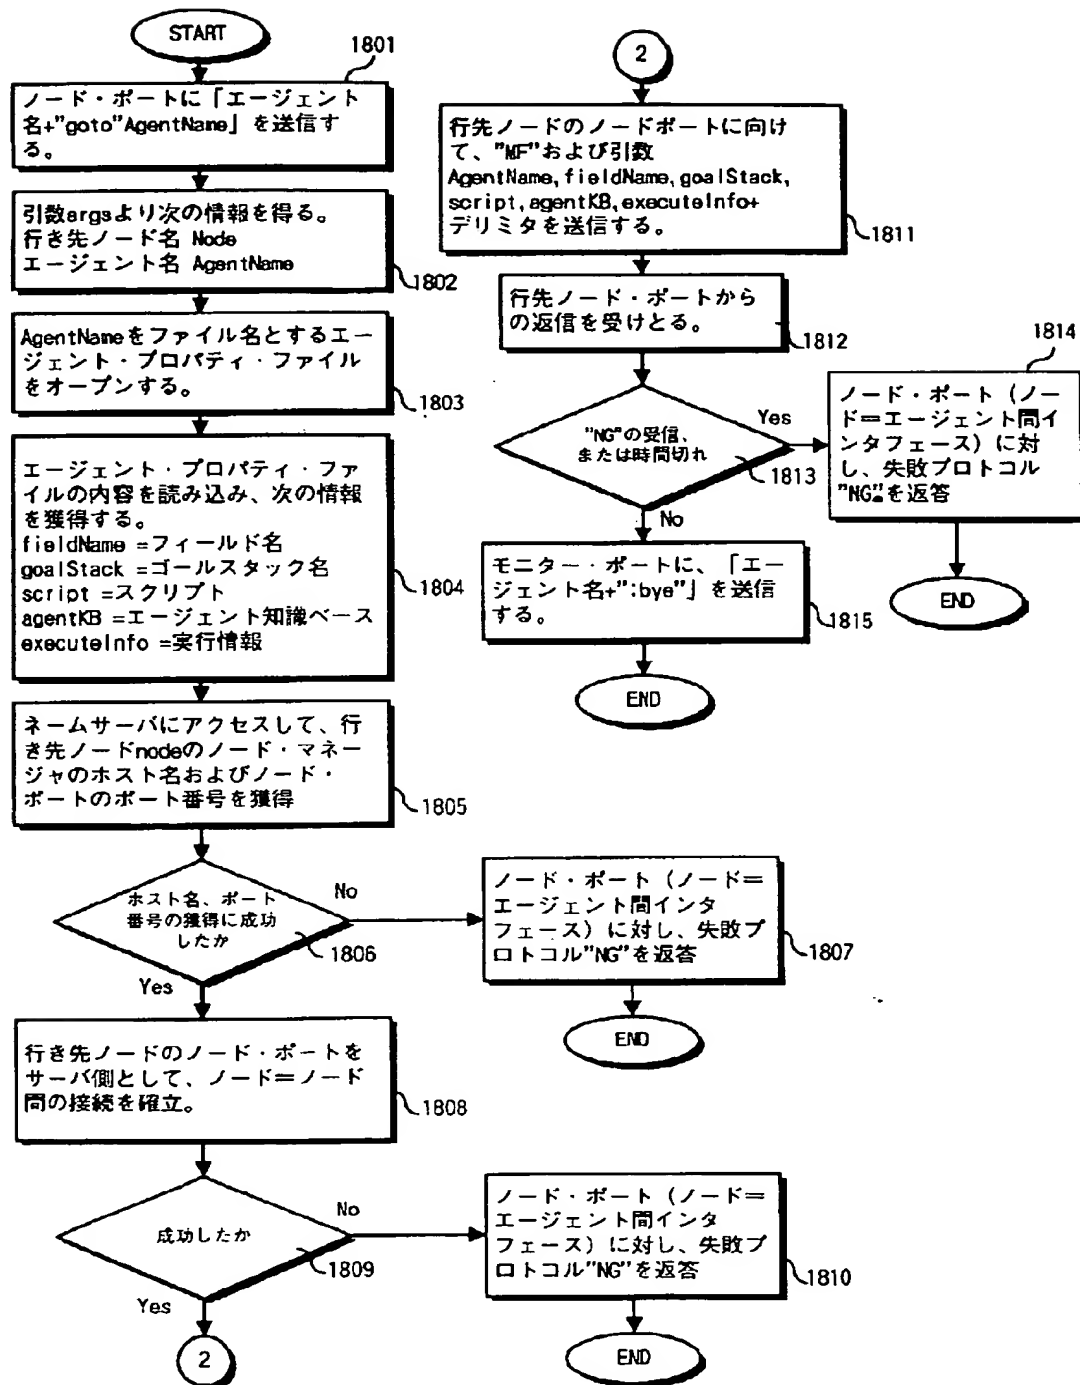 START
1801
ノード・ポートに「エージェント
名+"goto"AgentName」を送信す
る。
引数argsより次の情報を得る。
行き先ノード名 Node
エージェント名 AgentName
1802
AgentNameをファイル名とするエー
ジェント・プロパティ・ファイル
をオープンする。
1803
エージェント・プロパティ・ファ
イルの内容を読み込み、次の情報
を獲得する。
fieldName =フィールド名
goalStack =ゴールスタック名
script =スクリプト
agentKB =エージェント知識ベース
executeInfo =実行情報
1804
ネームサーバにアクセスして、行
き先ノードnodeのノード・マネー
ジャのホスト名およびノード・
ポートのポート番号を獲得
1805
ホスト名、ポート
番号の獲得に成功
したか
1806
No
Yes
ノード・ポート（ノード＝
エージェント間インタ
フェース）に対し、失敗プ
ロトコル"NG"を返答
1807
END
行き先ノードのノード・ポートを
サーバ側として、ノード＝ノード
間の接続を確立。
1808
成功したか
1809
No
Yes
ノード・ポート（ノード＝
エージェント間インタ
フェース）に対し、失敗プ
ロトコル"NG"を返答
1810
END
2
2
行先ノードのノードポートに向け
て、"MF"および引数
AgentName,fieldName,goalStack,
script,agentKB,executeInfo+
デリミタを送信する。
1811
行先ノード・ポートから
の返信を受けとる。
1812
"NG"の受信、
または時間切れ
1813
Yes
No
1814
ノード・ポート（ノー
ド＝エージェント間イ
ンタフェース）に対
し、失敗プロトコル
"NG"を返答
END
モニター・ポートに、「エー
ジェント名+":bye"」を送信
する。
1815
END